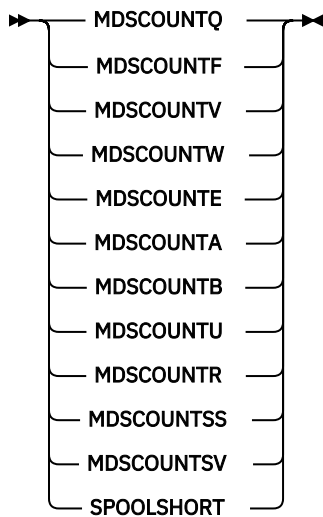 MDSCOUNTQ
MDSCOUNTF
MDSCOUNTV
MDSCOUNTW
MDSCOUNTE
MDSCOUNTA
MDSCOUNTB
MDSCOUNTU
MDSCOUNTR
MDSCOUNTSS
MDSCOUNTSV
SPOOLSHORT